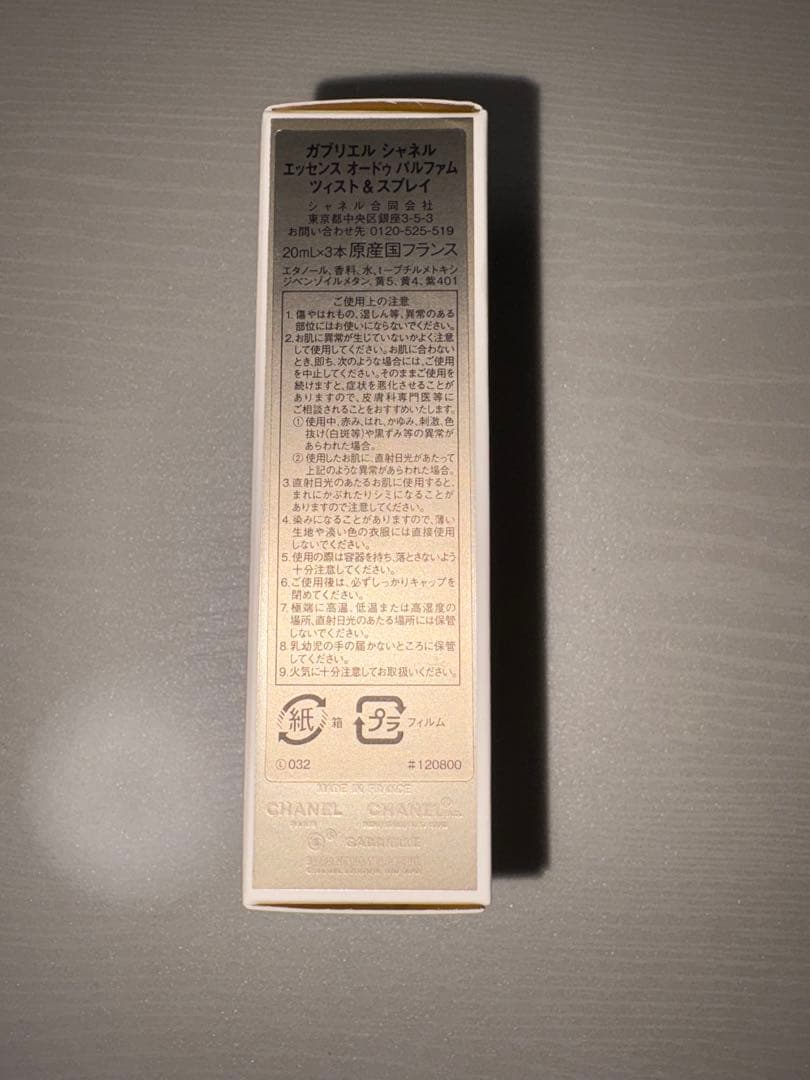 ガブリエル シャネル
エッセンス オードゥ パルファム
ツィスト&スプレイ
シャネル合同会社
東京都中央区銀座3-5-3
お問い合わせ先 0120-525-519
20mL×3本 原産国フランス
エタノール、香料、水、t-ブチルメトキシ
ジベンゾイルメタン、黄5、黄4、紫401
ご使用上の注意
1. 傷やはれもの、湿しん等、異常のある
部位にはお使いにならないでください。
2. お肌に異常が生じていないかよく注意
して使用してください。お肌に合わない
とき、即ち、次のような場合には、ご使用
を中止してください。そのままご使用を
続けますと、症状を悪化させることが
ありますので、皮膚科専門医等に
ご相談されることをおすすめいたします。
① 使用中、赤み、はれ、かゆみ、刺激、色
抜け(白斑等)や黒ずみ等の異常が
あらわれた場合。
② 使用したお肌に、直射日光があたって
上記のような異常があらわれた場合。
3. 直射日光のあたるお肌に使用すると、
まれにかぶれたりシミになることが
ありますので注意してください。
4. 染みになることがありますので、薄い
生地や淡い色の衣服には直接使用
しないでください。
5. 使用の際は容器を持ち、落とさないよう
十分注意してください。
6. ご使用後は、必ずしっかりキャップを
閉めてください。
7. 極端に高温、低温または高湿度の
場所、直射日光のあたる場所には保管
しないでください。
8. 乳幼児の手の届かないところに保管
してください。
9. 火気に十分注意してお取扱いください。
紙 箱 プラ フィルム
Ⓛ032 #120800
MADE IN FRANCE
CHANEL CHANEL
GABRIELLE